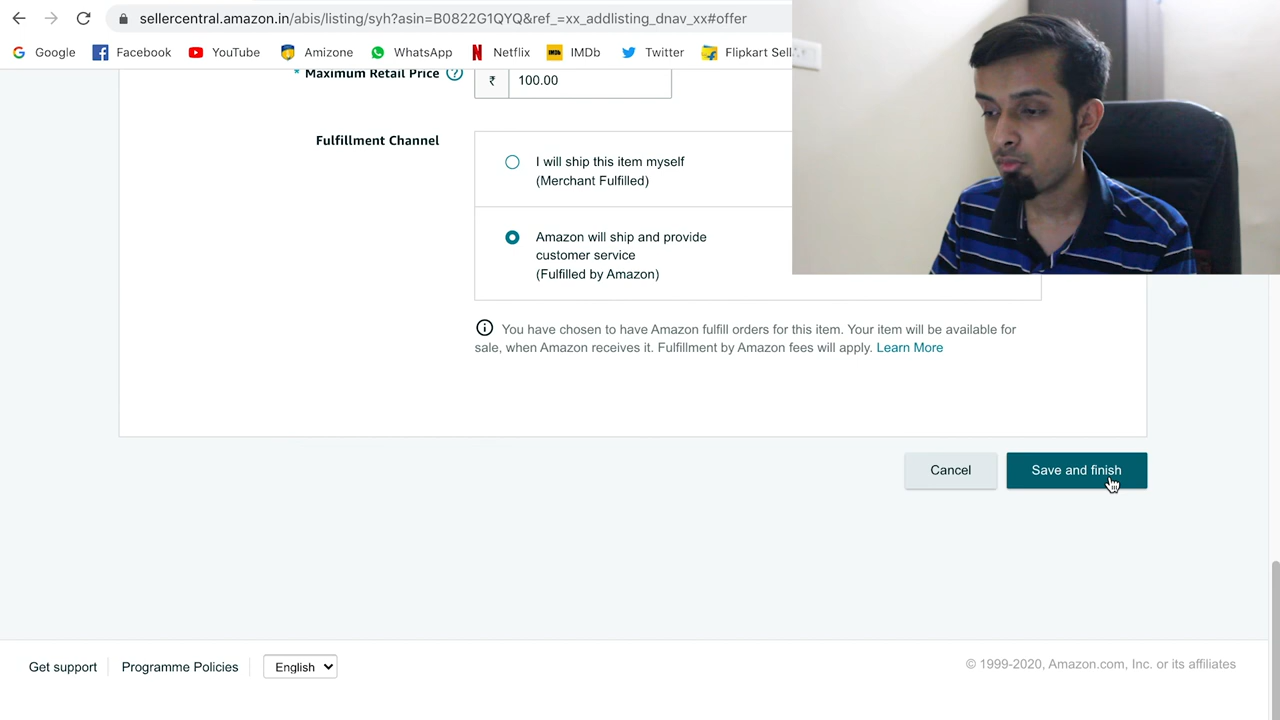 sellercentral.amazon.in/abis/listing/syh?asin=B0822G1QYQ&ref_=xx_addlisting_dnav_xx#offer
Google Facebook YouTube Amizone WhatsApp Netflix IMDb Twitter Flipkart Sell
* Maximum Retail Price ? ₹ 100.00
Fulfillment Channel
I will ship this item myself
(Merchant Fulfilled)
Amazon will ship and provide
customer service
(Fulfilled by Amazon)
You have chosen to have Amazon fulfill orders for this item. Your item will be available for
sale, when Amazon receives it. Fulfillment by Amazon fees will apply. Learn More
Cancel Save and finish
Get support Programme Policies English © 1999-2020, Amazon.com, Inc. or its affiliates